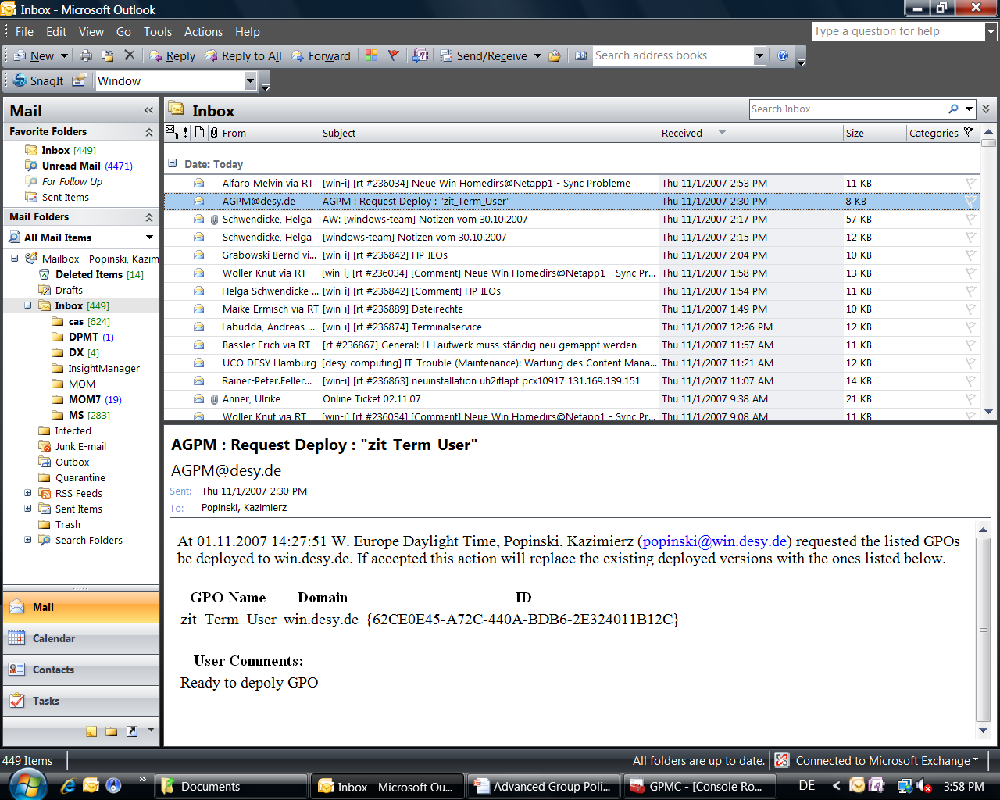 Inbox - Microsoft Outlook
File Edit View Go Tools Actions Help
Type a question for help
New Reply Reply to All Forward Send/Receive Search address books
SnagIt Window
Mail
Favorite Folders
Inbox [449]
Unread Mail (4471)
For Follow Up
Sent Items
Mail Folders
All Mail Items
Mailbox - Popinski, Kazim
Deleted Items [14]
Drafts
Inbox [449]
cas [624]
DPMT (1)
DX [4]
InsightManager
MOM
MOM7 (19)
MS [283]
Infected
Junk E-mail
Outbox
Quarantine
RSS Feeds
Sent Items
Trash
Search Folders
Mail
Calendar
Contacts
Tasks
Inbox
Search Inbox
From Subject Received Size Categories
Date: Today
Alfaro Melvin via RT [win-i] [rt #236034] Neue Win Homedirs@Netapp1 - Sync Probleme Thu 11/1/2007 2:53 PM 11 KB
AGPM@desy.de AGPM : Request Deploy : "zit_Term_User" Thu 11/1/2007 2:30 PM 8 KB
Schwendicke, Helga AW: [windows-team] Notizen vom 30.10.2007 Thu 11/1/2007 2:17 PM 57 KB
Schwendicke, Helga [windows-team] Notizen vom 30.10.2007 Thu 11/1/2007 2:15 PM 12 KB
Grabowski Bernd vi... [win-i] [rt #236842] HP-ILOs Thu 11/1/2007 2:04 PM 10 KB
Woller Knut via RT [win-i] [rt #236034] [Comment] Neue Win Homedirs@Netapp1 - Sync Pr... Thu 11/1/2007 1:58 PM 13 KB
Helga Schwendicke ... [win-i] [rt #236842] [Comment] HP-ILOs Thu 11/1/2007 1:54 PM 11 KB
Maike Ermisch via RT [win-i] [rt #236889] Dateirechte Thu 11/1/2007 1:49 PM 10 KB
Labudda, Andreas ... [win-i] [rt #236874] Terminalservice Thu 11/1/2007 12:26 PM 12 KB
Bassler Erich via RT [rt #236867] General: H-Laufwerk muss ständig neu gemappt werden Thu 11/1/2007 11:57 AM 11 KB
UCO DESY Hamburg [desy-computing] IT-Trouble (Maintenance): Wartung des Content Mana... Thu 11/1/2007 11:21 AM 12 KB
Rainer-Peter.Feller... [win-i] [rt #236863] neuinstallation uh2itlapf pcx10917 131.169.139.151 Thu 11/1/2007 11:07 AM 14 KB
Anner, Ulrike Online Ticket 02.11.07 Thu 11/1/2007 9:38 AM 21 KB
Woller Knut via RT [win-i] [rt #236034] [Comment] Neue Win Homedirs@Netapp1 - Sync Pr... Thu 11/1/2007 9:08 AM 11 KB
AGPM : Request Deploy : "zit_Term_User"
AGPM@desy.de
Sent: Thu 11/1/2007 2:30 PM
To: Popinski, Kazimierz
At 01.11.2007 14:27:51 W. Europe Daylight Time, Popinski, Kazimierz (popinski@win.desy.de) requested the listed GPOs
be deployed to win.desy.de. If accepted this action will replace the existing deployed versions with the ones listed below.
GPO Name Domain ID
zit_Term_User win.desy.de {62CE0E45-A72C-440A-BDB6-2E324011B12C}
User Comments:
Ready to depoly GPO
449 Items All folders are up to date. Connected to Microsoft Exchange
Documents Inbox - Microsoft Ou... Advanced Group Poli... GPMC - [Console Ro... DE 3:58 PM